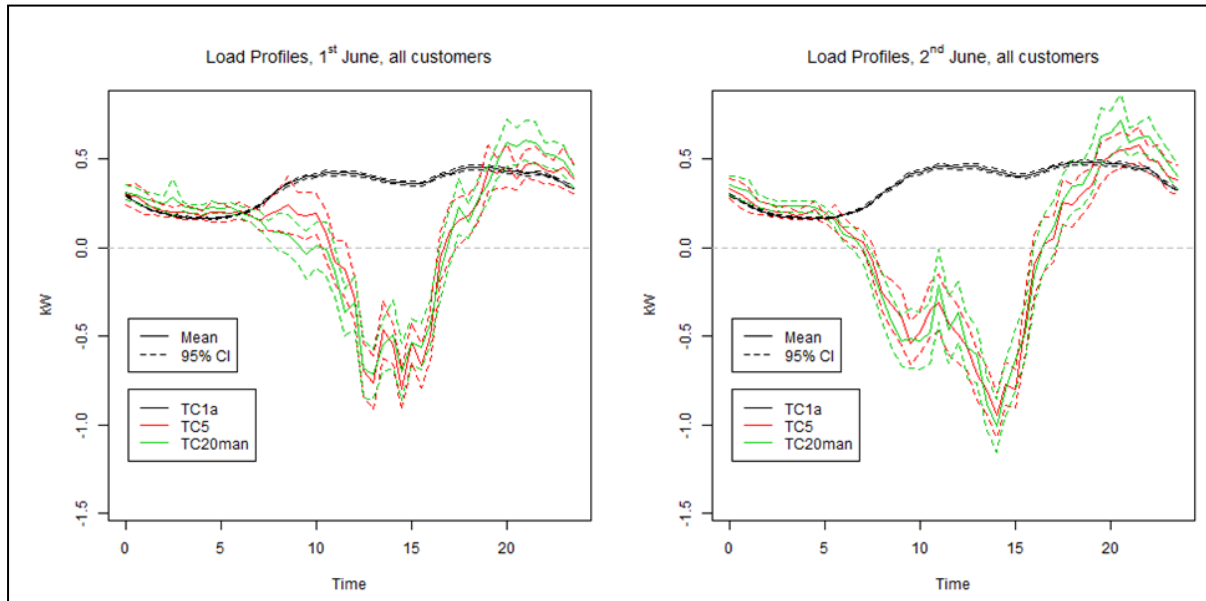 Load Profiles, 1st June, all customers
kW
0.5
0.0
-0.5
-1.0
-1.5
Mean
95% CI
TC1a
TC5
TC20man
0 5 10 15 20
Time
Load Profiles, 2nd June, all customers
kW
0.5
0.0
-0.5
-1.0
-1.5
Mean
95% CI
TC1a
TC5
TC20man
0 5 10 15 20
Time